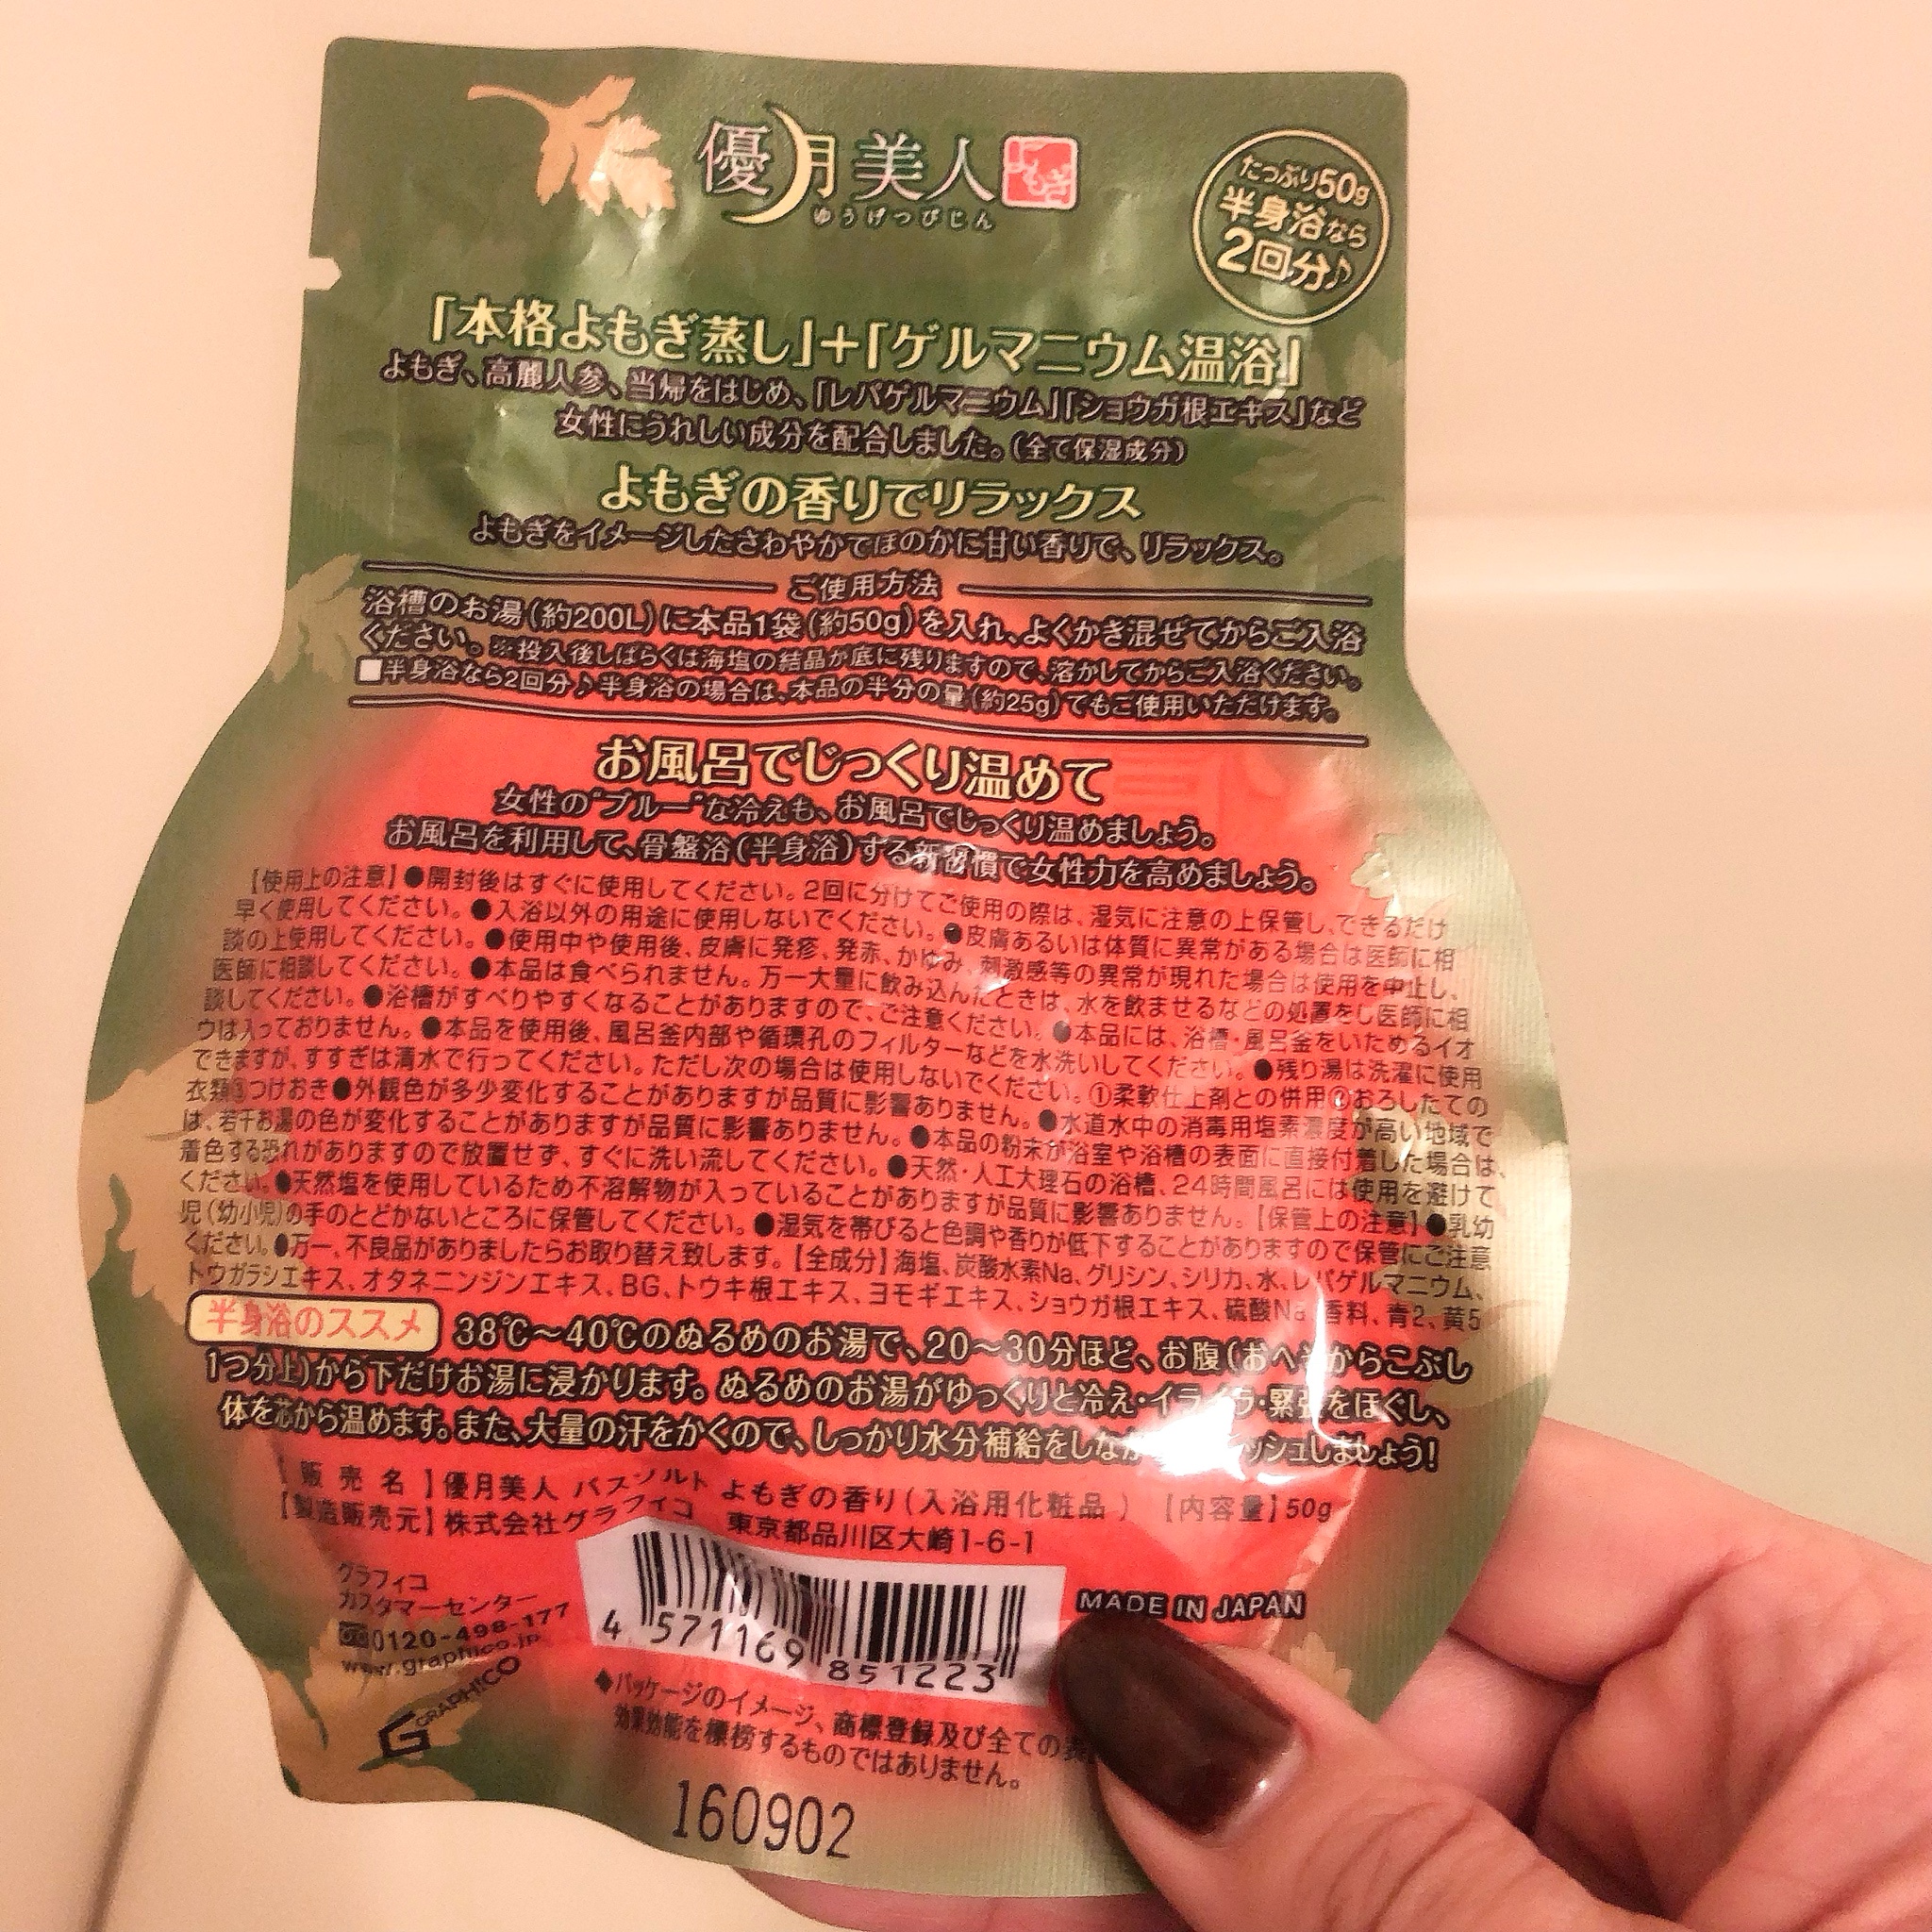 優月美人 よもぎ
ゆうげつびじん
たっぷり50g
半身浴なら
2回分♪
「本格よもぎ蒸し」+「ゲルマニウム温浴」
よもぎ、高麗人参、当帰をはじめ、「レパゲルマニウム」「ショウガ根エキス」など
女性にうれしい成分を配合しました。(全て保湿成分)
よもぎの香りでリラックス
よもぎをイメージしたさわやかでほのかに甘い香りで、リラックス。
ご使用方法
浴槽のお湯(約200L)に本品1袋(約50g)を入れ、よくかき混ぜてからご入浴
ください。※投入後しばらくは海塩の結晶が底に残りますので、溶かしてからご入浴ください。
■半身浴なら2回分♪半身浴の場合は、本品の半分の量(約25g)でもご使用いただけます。
お風呂でじっくり温めて
女性の"ブルー"な冷えも、お風呂でじっくり温めましょう。
お風呂を利用して、骨盤浴(半身浴)する新習慣で女性力を高めましょう。
【使用上の注意】●開封後はすぐに使用してください。2回に分けてご使用の際は、湿気に注意の上保管し、できるだけ
早く使用してください。●入浴以外の用途に使用しないでください。●皮膚あるいは体質に異常がある場合は医師に相
談の上使用してください。●使用中や使用後、皮膚に発疹、発赤、かゆみ、刺激感等の異常が現れた場合は使用を中止し、
医師に相談してください。●本品は食べられません。万一大量に飲み込んだときは、水を飲ませるなどの処置をし医師に相
談してください。●浴槽がすべりやすくなることがありますので、ご注意ください。●本品には、浴槽・風呂釜をいためるイオ
ウは入っておりません。●本品を使用後、風呂釜内部や循環孔のフィルターなどを水洗いしてください。●残り湯は洗濯に使用
できますが、すすぎは清水で行ってください。ただし次の場合は使用しないでください。①柔軟仕上剤との併用②おろしたての
衣類③つけおき●外観色が多少変化することがありますが品質に影響ありません。●水道水中の消毒用塩素濃度が高い地域で
は、若干お湯の色が変化することがありますが品質に影響ありません。●本品の粉末が浴室や浴槽の表面に直接付着した場合は、
着色する恐れがありますので放置せず、すぐに洗い流してください。●天然・人工大理石の浴槽、24時間風呂には使用を避けて
ください。●天然塩を使用しているため不溶解物が入っていることがありますが品質に影響ありません。【保管上の注意】●乳幼
児(幼小児)の手のとどかないところに保管してください。●湿気を帯びると色調や香りが低下することがありますので保管にご注意
ください。●万一、不良品がありましたらお取り替え致します。【全成分】海塩、炭酸水素Na、グリシン、シリカ、水、レパゲルマニウム、
トウガラシエキス、オタネニンジンエキス、BG、トウキ根エキス、ヨモギエキス、ショウガ根エキス、硫酸Na、香料、青2、黄5
半身浴のススメ 38℃〜40℃のぬるめのお湯で、20〜30分ほど、お腹(おへそからこぶし
1つ分上)から下だけお湯に浸かります。ぬるめのお湯がゆっくりと冷え・イライラ・緊張をほぐし、
体を芯から温めます。また、大量の汗をかくので、しっかり水分補給をしなが ッシュしましょう!
【販売名】優月美人 バスソルト よもぎの香り(入浴用化粧品) 【内容量】50g
【製造販売元】株式会社グラフィコ 東京都品川区大崎1-6-1
グラフィコ
カスタマーセンター
0120-498-177
www.graphico.jp
GRAPHICO
4 571169 851223
MADE IN JAPAN
◆パッケージのイメージ、商標登録及び全ての表
効果効能を標榜するものではありません。
160902